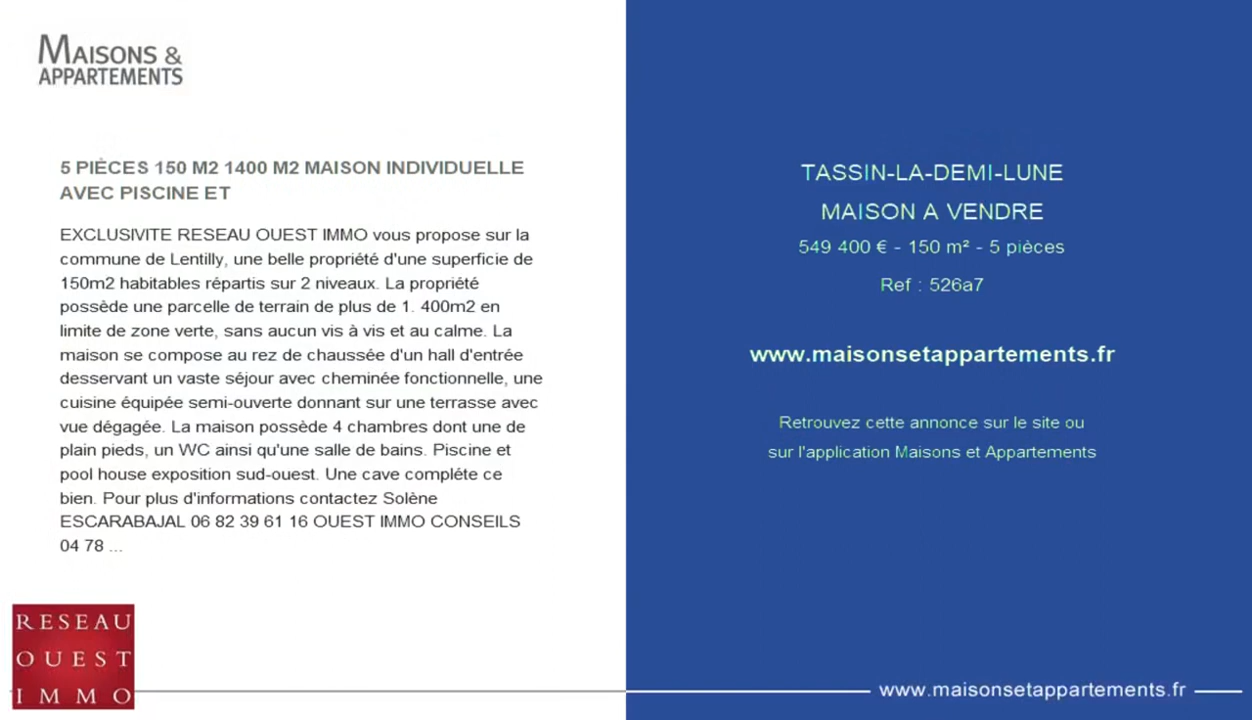 MAISONS &
APPARTEMENTS
5 PIÈCES 150 M2 1400 M2 MAISON INDIVIDUELLE
AVEC PISCINE ET
EXCLUSIVITE RESEAU OUEST IMMO vous propose sur la
commune de Lentilly, une belle propriété d'une superficie de
150m2 habitables répartis sur 2 niveaux. La propriété
possède une parcelle de terrain de plus de 1. 400m2 en
limite de zone verte, sans aucun vis à vis et au calme. La
maison se compose au rez de chaussée d'un hall d'entrée
desservant un vaste séjour avec cheminée fonctionnelle, une
cuisine équipée semi-ouverte donnant sur une terrasse avec
vue dégagée. La maison possède 4 chambres dont une de
plain pieds, un WC ainsi qu'une salle de bains. Piscine et
pool house exposition sud-ouest. Une cave compléte ce
bien. Pour plus d'informations contactez Solène
ESCARABAJAL 06 82 39 61 16 OUEST IMMO CONSEILS
04 78 ...
RESEAU
OUEST
IMMO
TASSIN-LA-DEMI-LUNE
MAISON A VENDRE
549 400 € - 150 m² - 5 pièces
Ref : 526a7
www.maisonsetappartements.fr
Retrouvez cette annonce sur le site ou
sur l'application Maisons et Appartements
www.maisonsetappartements.fr